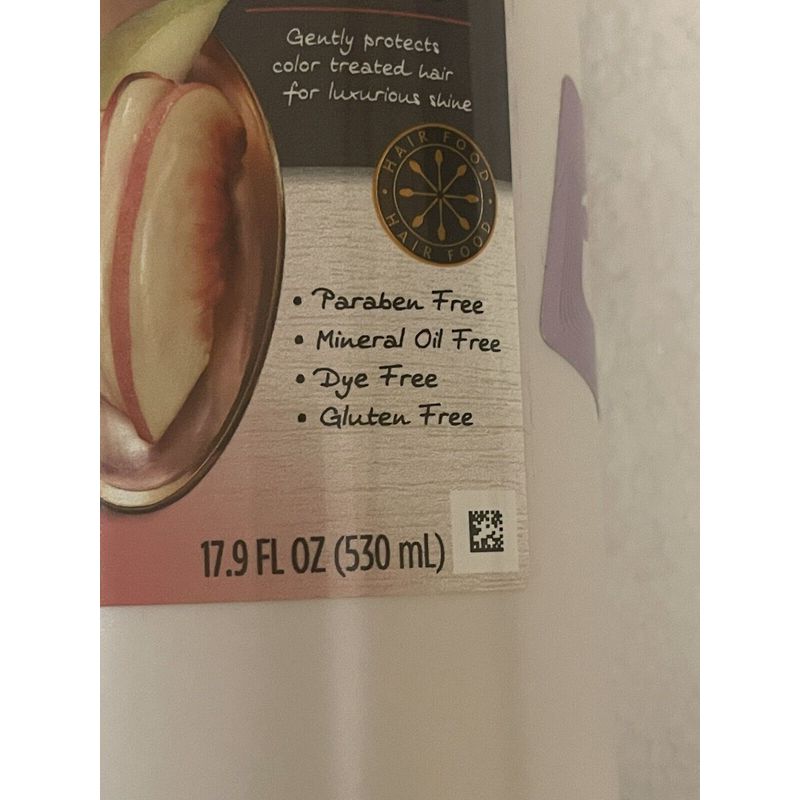 Gently protects
color treated hair
for luxurious shine
HAIR FOOD
HAIR FOOD
• Paraben Free
• Mineral Oil Free
• Dye Free
• Gluten Free
17.9 FL OZ (530 mL)